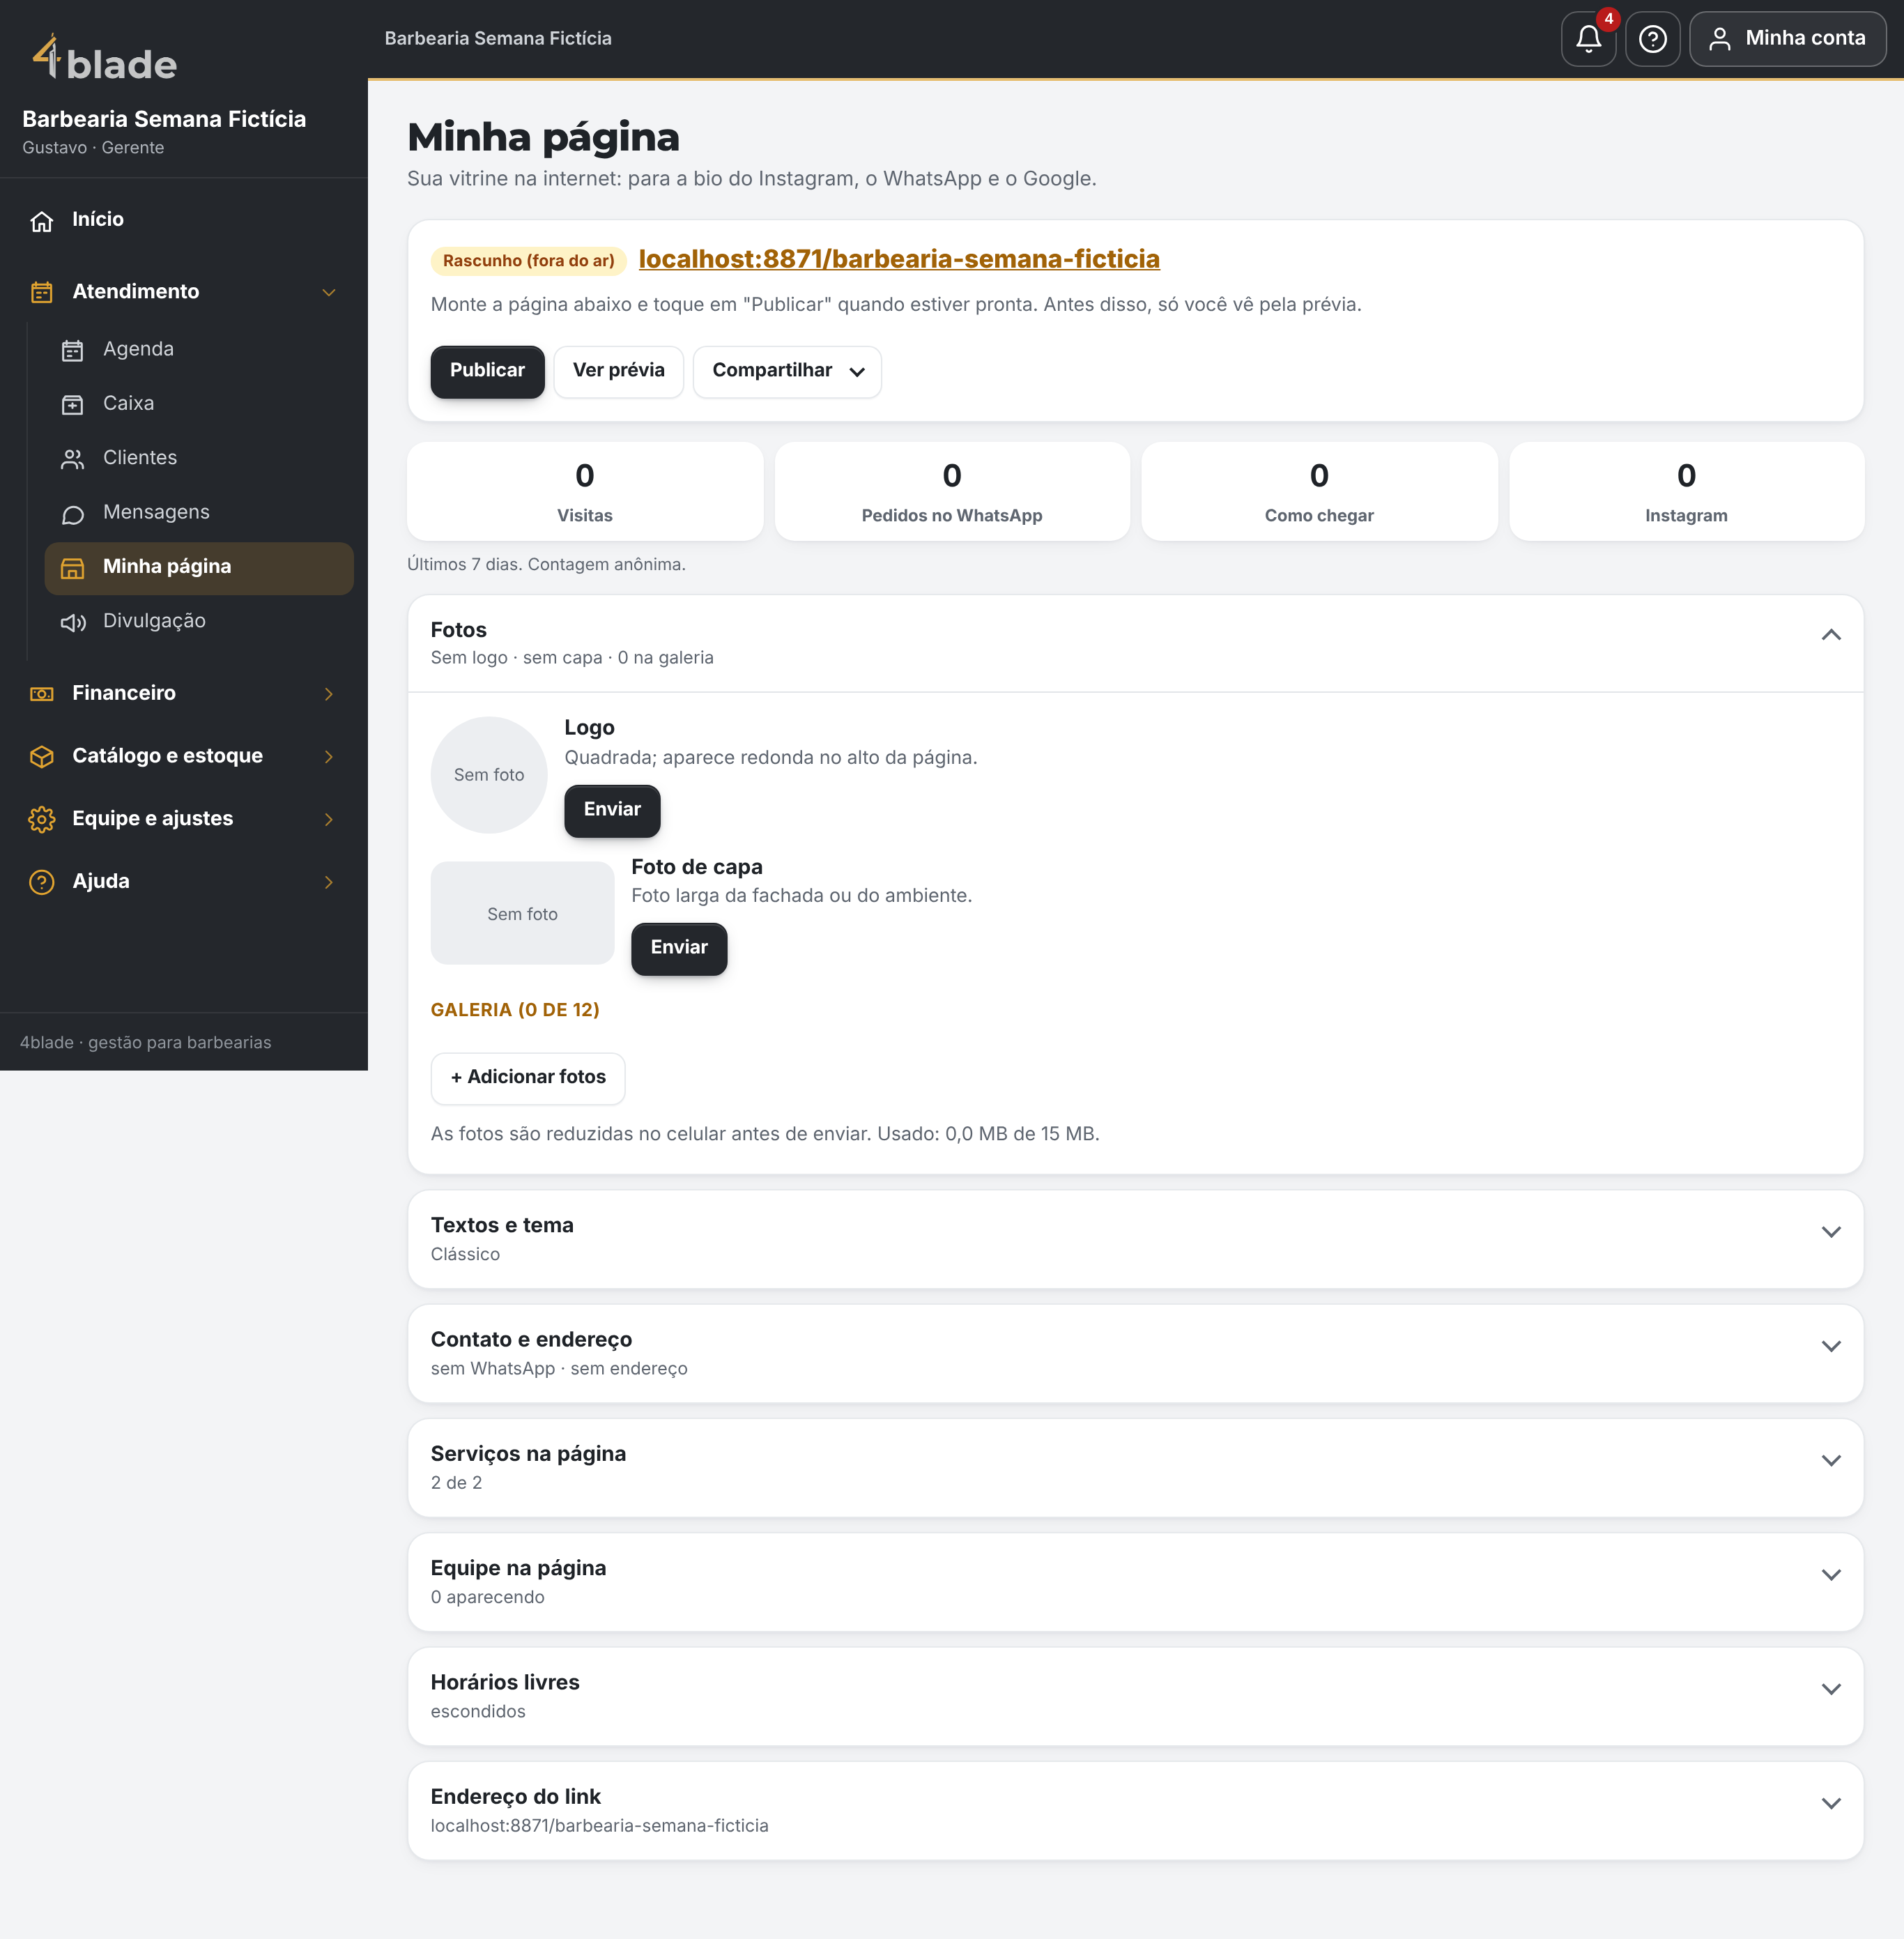 4blade
Barbearia Semana Fictícia
Gustavo · Gerente
Início
Atendimento
Agenda
Caixa
Clientes
Mensagens
Minha página
Divulgação
Financeiro
Catálogo e estoque
Equipe e ajustes
Ajuda
4blade · gestão para barbearias
Barbearia Semana Fictícia
4
Minha conta
Minha página
Sua vitrine na internet: para a bio do Instagram, o WhatsApp e o Google.
Rascunho (fora do ar) localhost:8871/barbearia-semana-ficticia
Monte a página abaixo e toque em "Publicar" quando estiver pronta. Antes disso, só você vê pela prévia.
Publicar Ver prévia Compartilhar
0 0 0 0
Visitas Pedidos no WhatsApp Como chegar Instagram
Últimos 7 dias. Contagem anônima.
Fotos
Sem logo · sem capa · 0 na galeria
Sem foto
Logo
Quadrada; aparece redonda no alto da página.
Enviar
Sem foto
Foto de capa
Foto larga da fachada ou do ambiente.
Enviar
GALERIA (0 DE 12)
+ Adicionar fotos
As fotos são reduzidas no celular antes de enviar. Usado: 0,0 MB de 15 MB.
Textos e tema
Clássico
Contato e endereço
sem WhatsApp · sem endereço
Serviços na página
2 de 2
Equipe na página
0 aparecendo
Horários livres
escondidos
Endereço do link
localhost:8871/barbearia-semana-ficticia